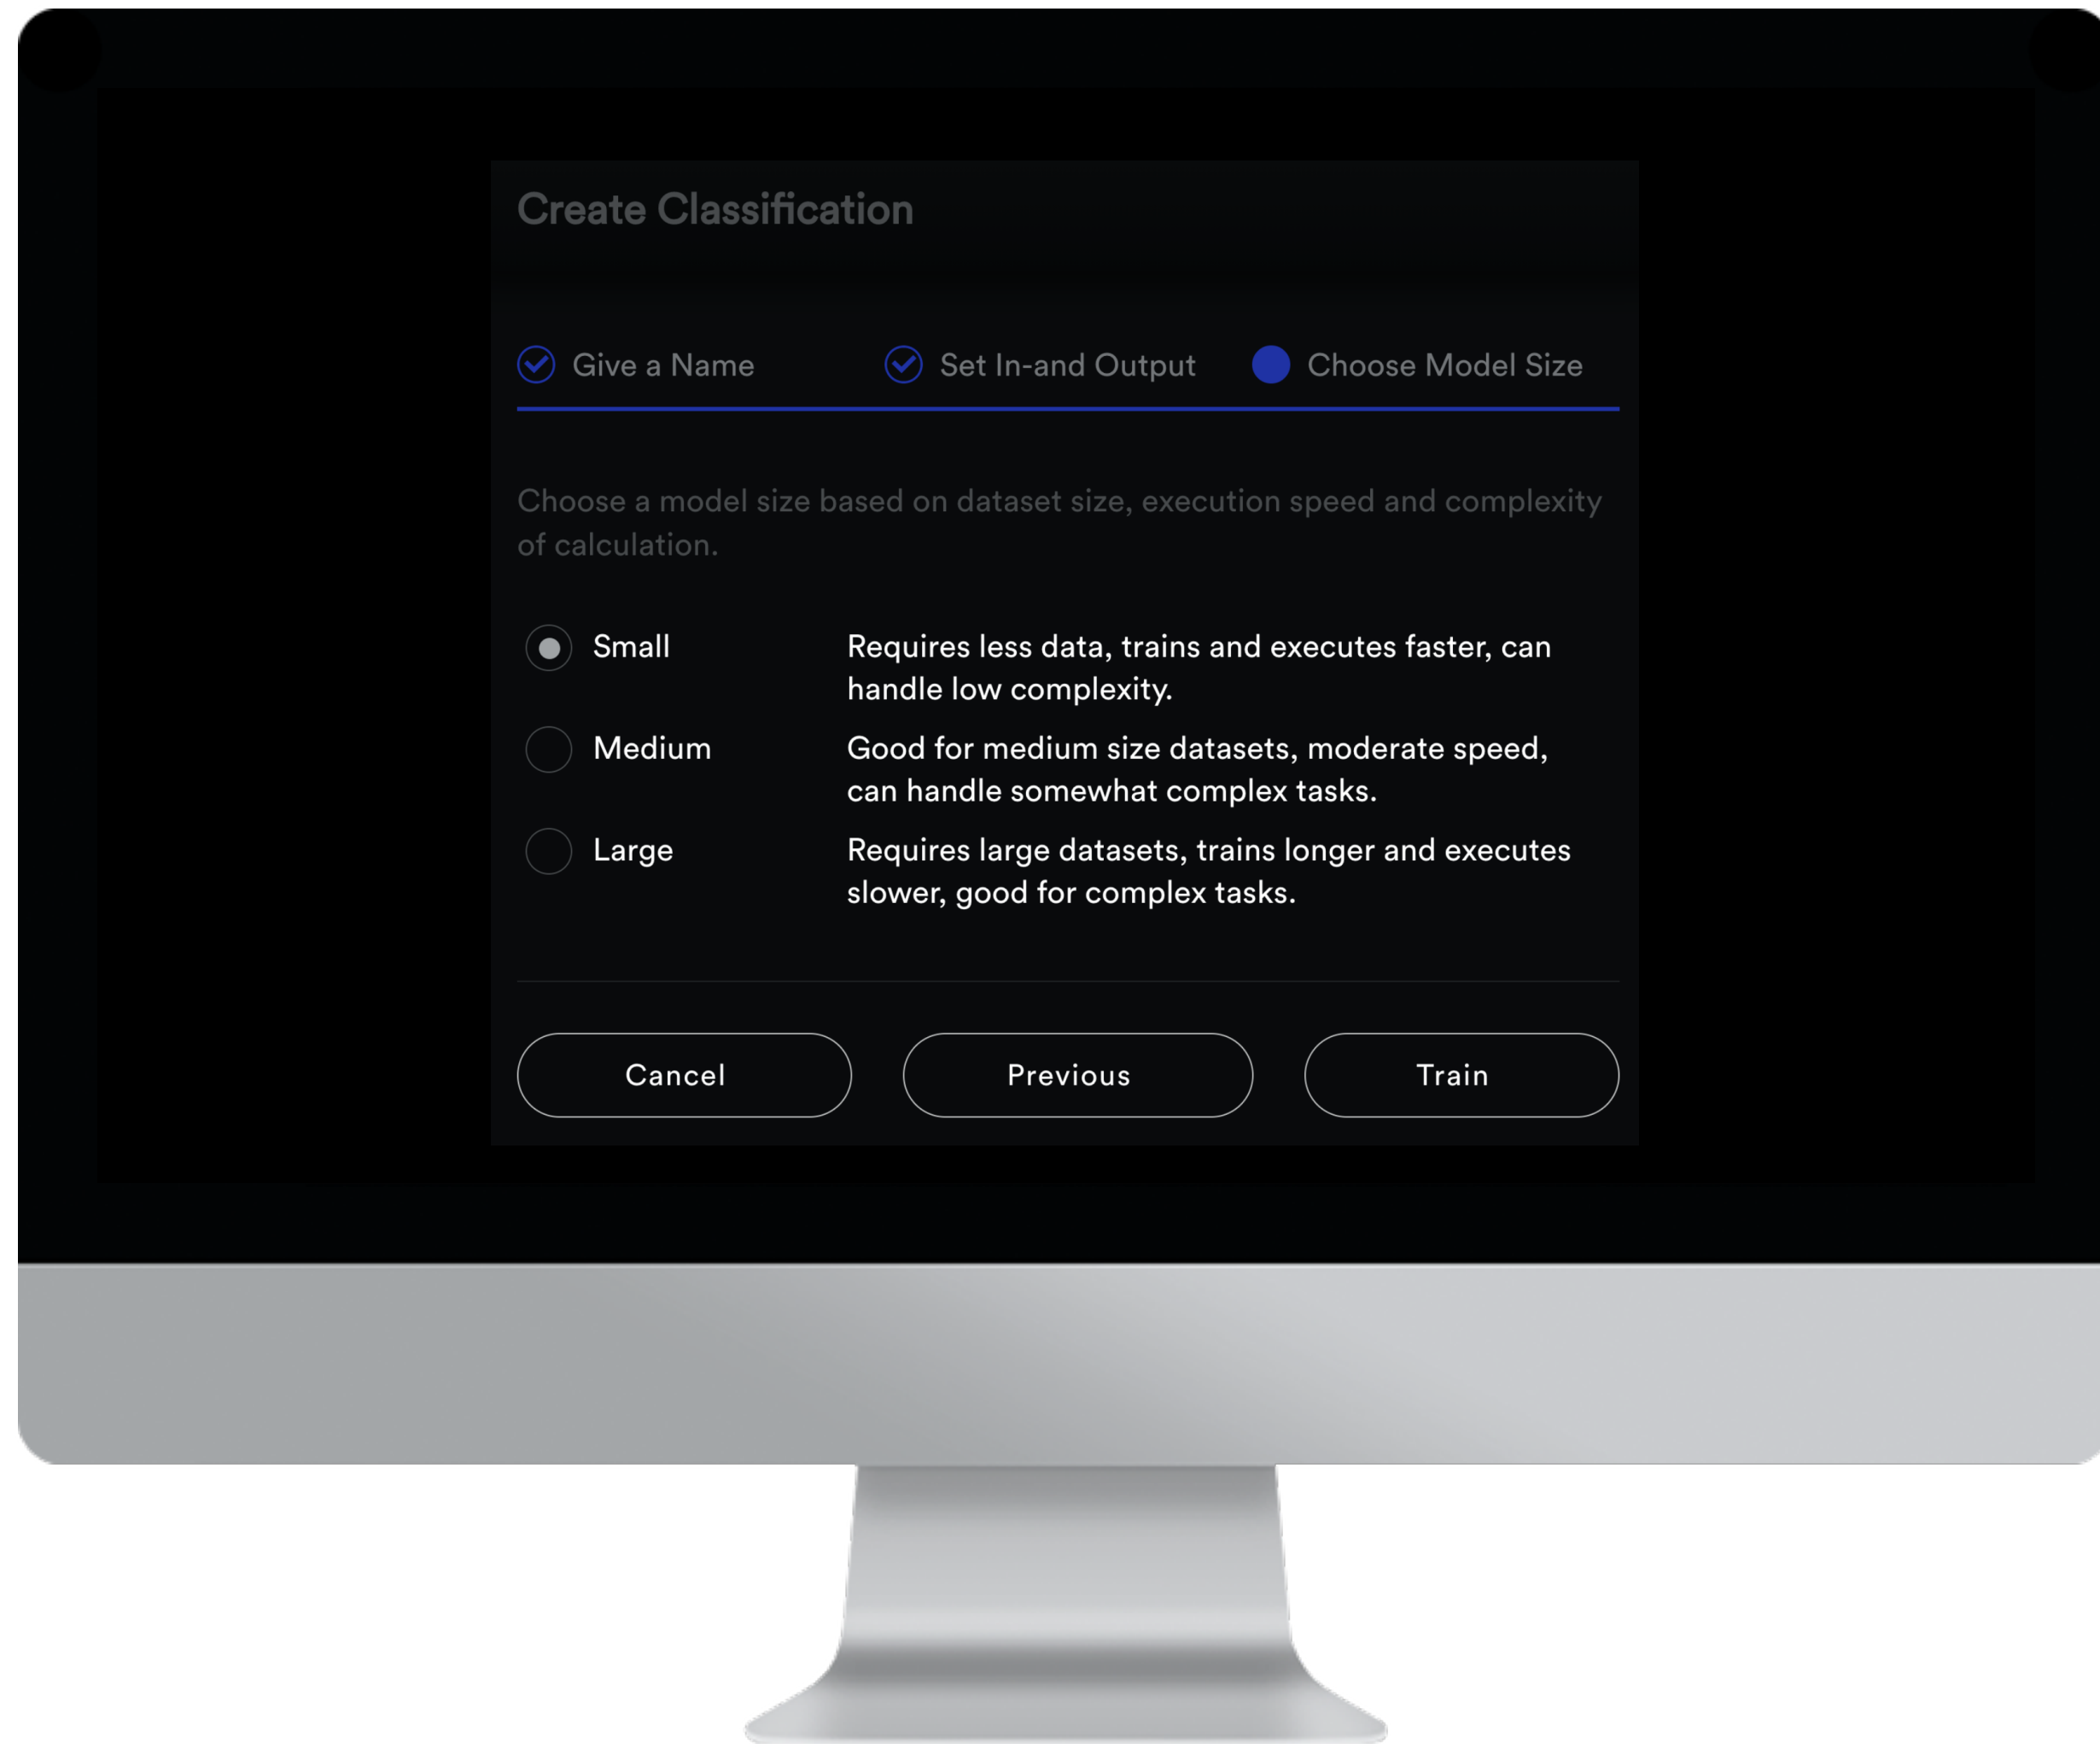 Create Classification
Give a Name
Set In-and Output
Choose Model Size
Choose a model size based on dataset size, execution speed and complexity
of calculation.
Small
Requires less data, trains and executes faster, can
handle low complexity.
Medium
Good for medium size datasets, moderate speed,
can handle somewhat complex tasks.
Large
Requires large datasets, trains longer and executes
slower, good for complex tasks.
Cancel
Previous
Train